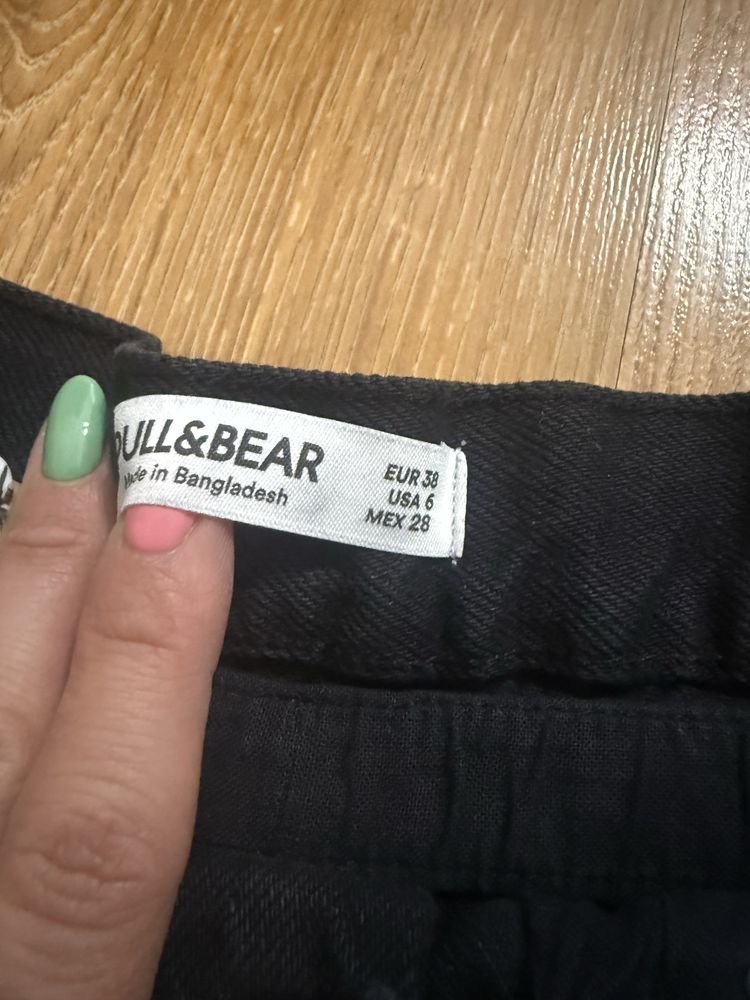 PULL&BEAR
Made in Bangladesh
EUR 38
USA 6
MEX 28